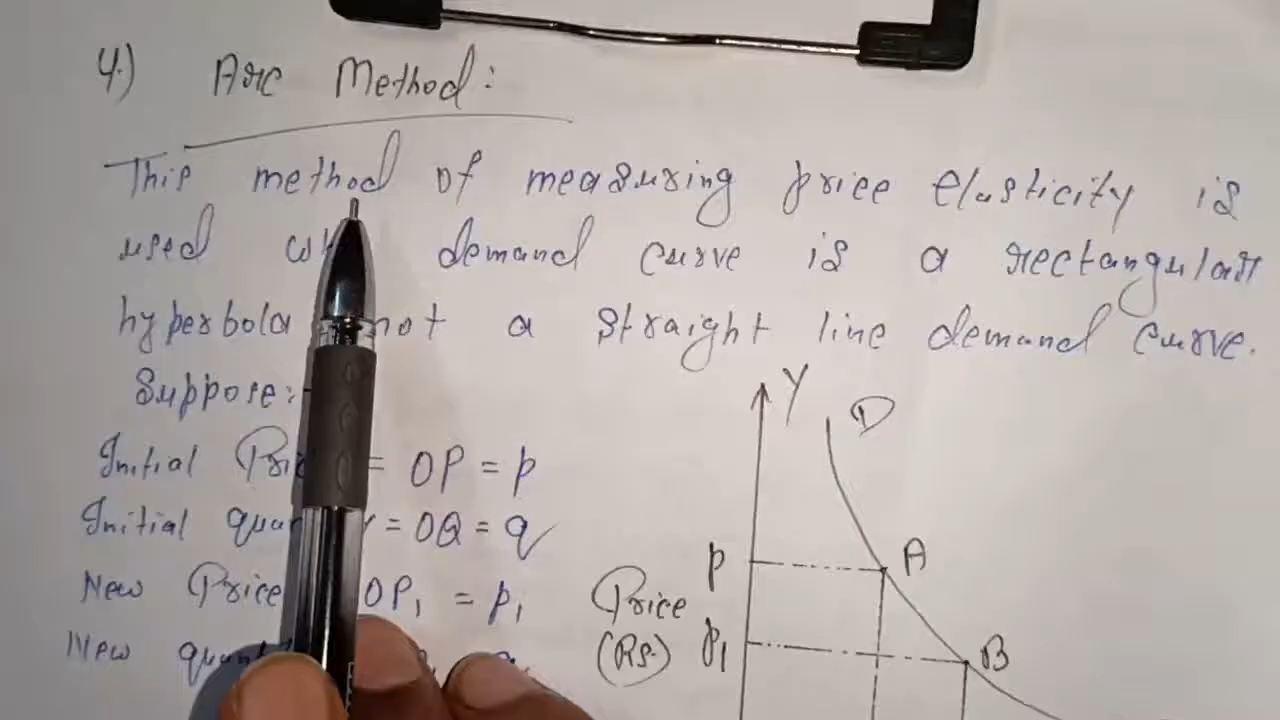 4.) Arc Method:
This method of measuring price Elasticity is
used demand curve is a rectangular
hyperbola not a straight line demand curve.
Suppose:-
Initial = OP = p
Initial = OQ = q
New Price OP₁ = p₁
New
Y
D
p
A
Price
(Rs.)
p₁
B